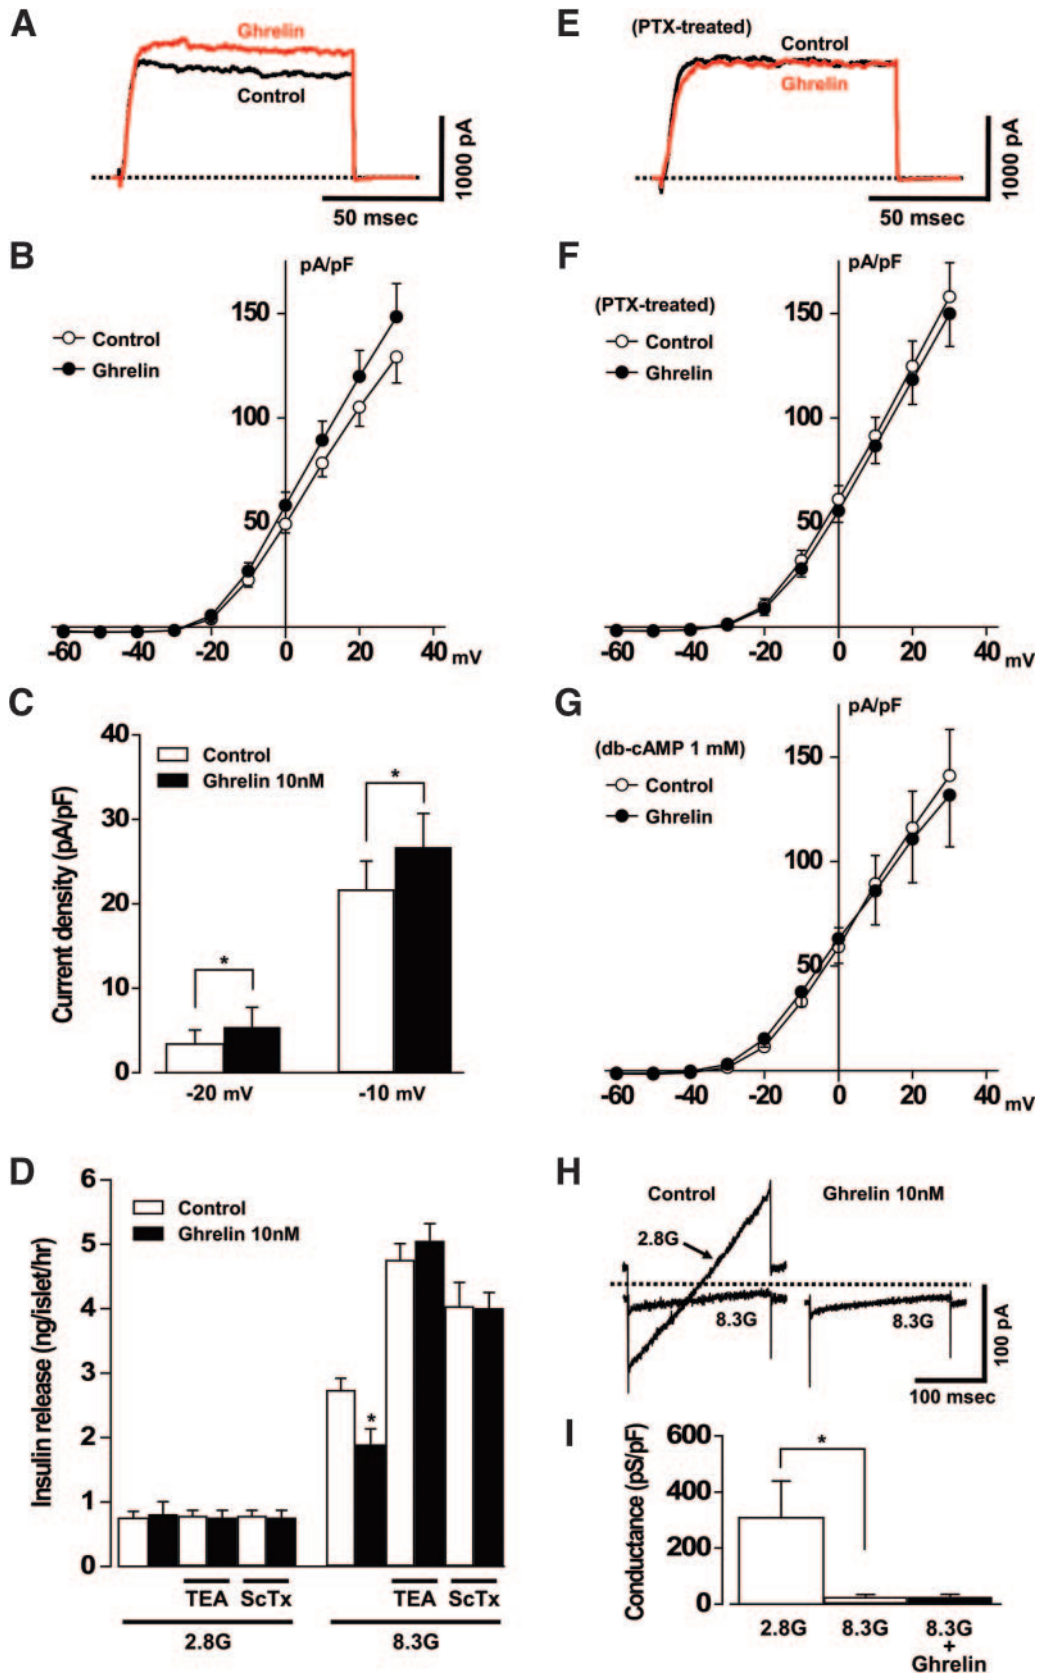 A
Ghrelin
Control
1000 pA
50 msec
E
(PTX-treated)
Control
Ghrelin
1000 pA
50 msec
B
pA/pF
150
100
50
Control
Ghrelin
-60 -40 -20 0 20 40 mV
F
pA/pF
(PTX-treated)
150
100
50
Control
Ghrelin
-60 -40 -20 0 20 40 mV
C
Current density (pA/pF)
40
30
20
10
0
Control
Ghrelin 10nM
*
*
-20 mV -10 mV
G
pA/pF
(db-cAMP 1 mM)
150
100
50
Control
Ghrelin
-60 -40 -20 0 20 40 mV
D
Insulin release (ng/islet/hr)
6
5
4
3
2
1
0
Control
Ghrelin 10nM
*
TEA ScTx TEA ScTx
2.8G 8.3G
H
Control Ghrelin 10nM
2.8G
8.3G 8.3G
100 pA
100 msec
I
Conductance (pS/pF)
600
400
200
0
*
2.8G 8.3G 8.3G
+
Ghrelin